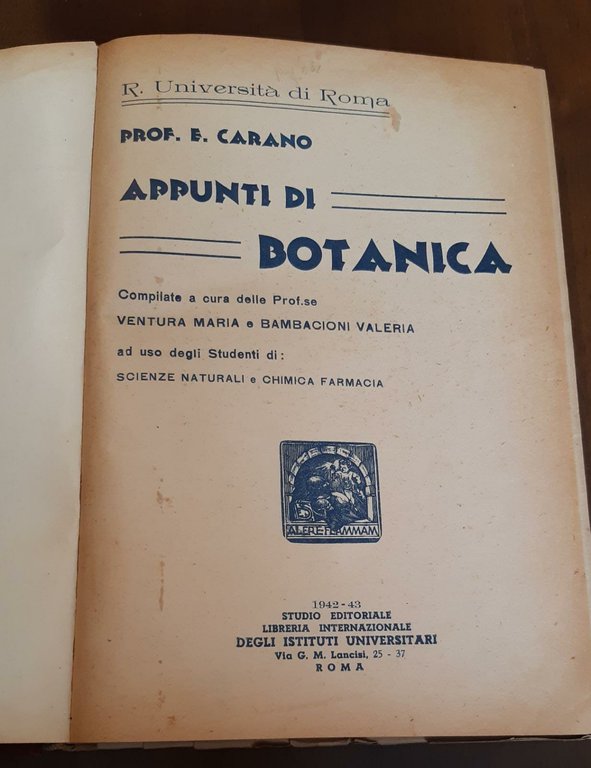 R. Università di Roma
PROF. E. CARANO
APPUNTI DI
BOTANICA
Compilate a cura delle Prof.se
VENTURA MARIA e BAMBACIONI VALERIA
ad uso degli Studenti di:
SCIENZE NATURALI e CHIMICA FARMACIA
ALERE FLAMMAM
1942-43
STUDIO EDITORIALE
LIBRERIA INTERNAZIONALE
DEGLI ISTITUTI UNIVERSITARI
Via G. M. Lancisi, 25 - 37
ROMA